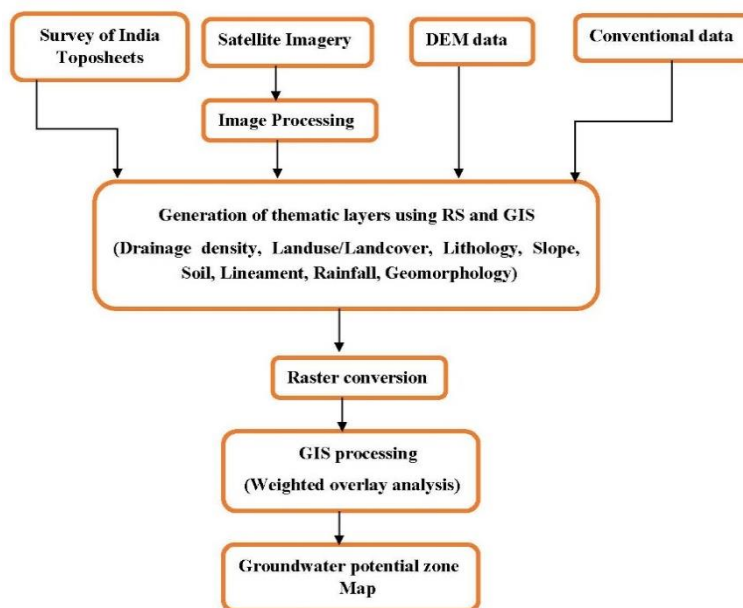 Survey of India
Toposheets
Satellite Imagery
DEM data
Conventional data
Image Processing
Generation of thematic layers using RS and GIS
(Drainage density, Landuse/Landcover, Lithology, Slope,
Soil, Lineament, Rainfall, Geomorphology)
Raster conversion
GIS processing
(Weighted overlay analysis)
Groundwater potential zone
Map